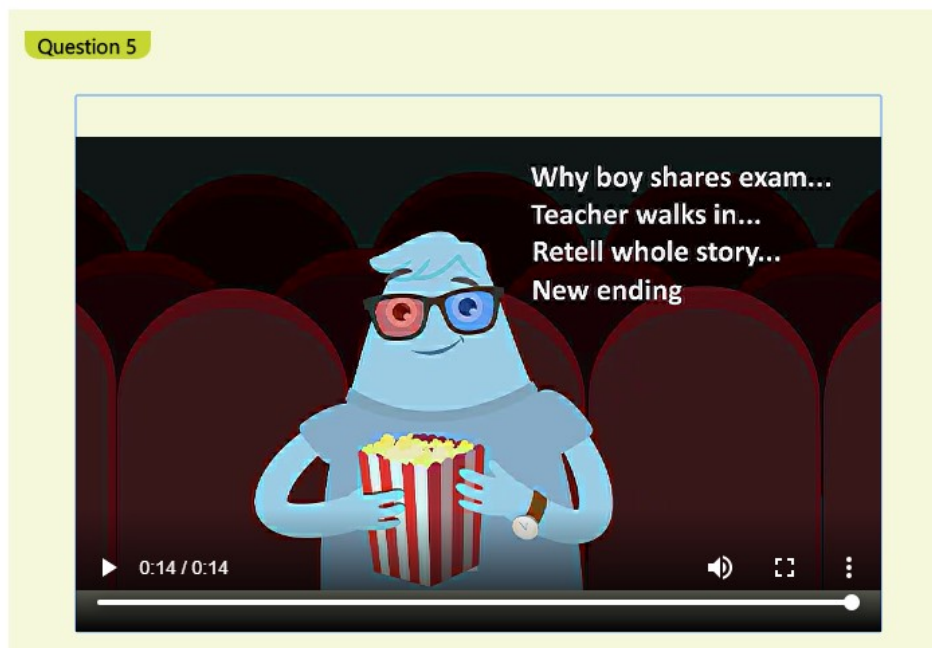 Question 5
Why boy shares exam...
Teacher walks in...
Retell whole story...
New ending
0:14 / 0:14